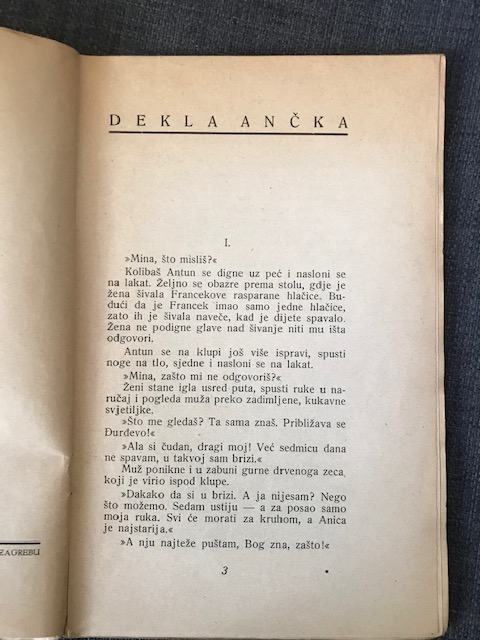 DEKLA ANČKA
I.
»Mina, što misliš?«
Kolibaš Antun se digne uz peć i nasloni se
na lakat. Željno se obazre prema stolu, gdje je
žena šivala Francekove rasparane hlačice. Bu-
dući da je Francek imao samo jedne hlačice,
zato ih je šivala naveče, kad je dijete spavalo.
Žena ne podigne glave nad šivanje niti mu išta
odgovori.
Antun se na klupi još više ispravi, spusti
noge na tlo, sjedne i nasloni se na lakat.
»Mina, zašto mi ne odgovoriš?«
Ženi stane igla usred puta, spusti ruke u na-
ručaj i pogleda muža preko zadimljene, kukavne
svjetiljke.
»Što me gledaš? Ta sama znaš. Približava se
Đurđevo!«
»Ala si čudan, dragi moj! Već sedmicu dana
ne spavam, u takvoj sam brizi.«
Muž ponikne i u zabuni gurne drvenoga zeca,
koji je virio ispod klupe.
»Dakako da si u brizi. A ja nijesam? Nego
što možemo. Sedam ustiju — a za posao samo
moja ruka. Svi će morati za kruhom, a Anica
je najstarija.«
»A nju najteže puštam, Bog zna, zašto!«
3
ZAGREBU